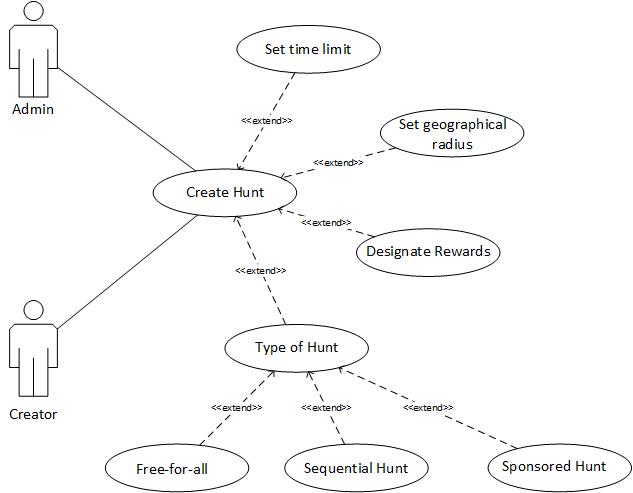 Set time limit
Admin
<<extend>>
Set geographical
radius
<<extend>>
Create Hunt
<<extend>>
Designate Rewards
<<extend>>
Type of Hunt
Creator
<<extend>>
<<extend>>
<<extend>>
Free-for-all
Sequential Hunt
Sponsored Hunt